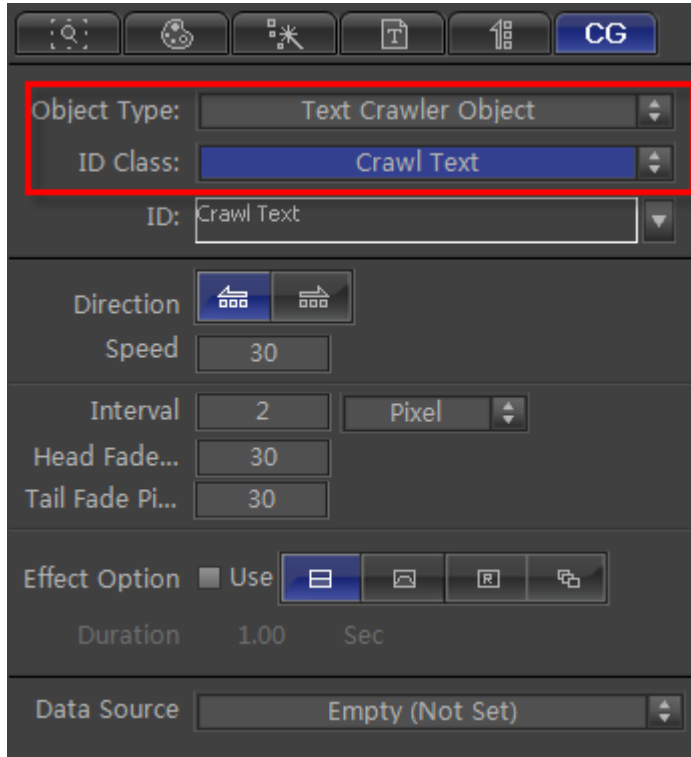 CG
Object Type: Text Crawler Object
ID Class: Crawl Text
ID: Crawl Text
Direction
Speed 30
Interval 2 Pixel
Head Fade... 30
Tail Fade Pi... 30
Effect Option Use R
Duration 1.00 Sec
Data Source Empty (Not Set)